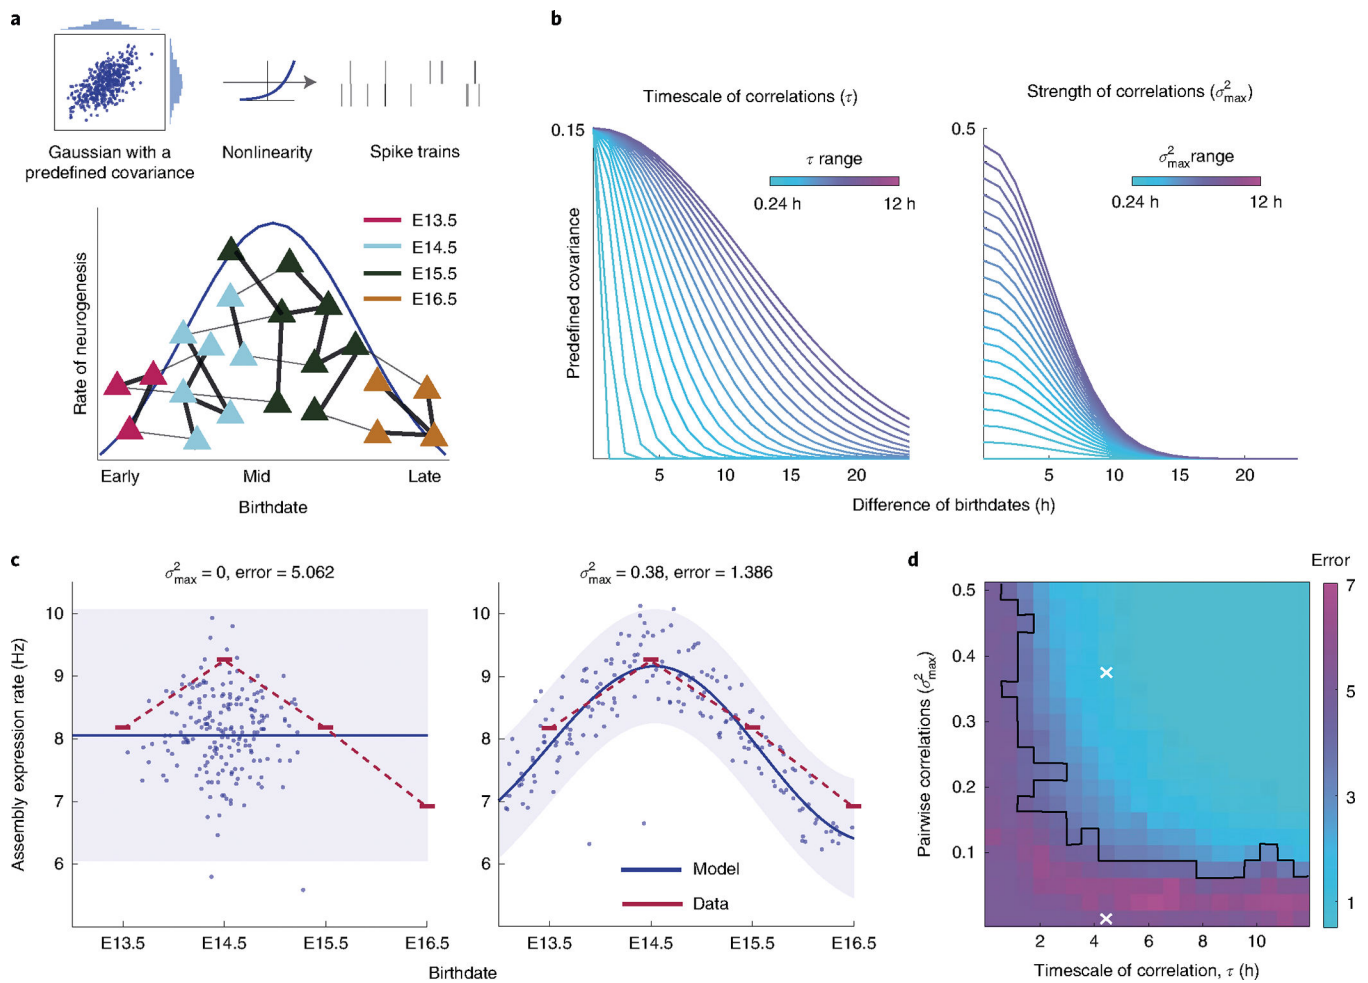 a
Gaussian with a
predefined covariance
Nonlinearity
Spike trains
Rate of neurogenesis
E13.5
E14.5
E15.5
E16.5
Early
Mid
Late
Birthdate
b
Timescale of correlations (τ)
0.15
Predefined covariance
τ range
0.24 h
12 h
5
10
15
20
Strength of correlations (σ²max)
0.5
σ²max range
0.24 h
12 h
5
10
15
20
Difference of birthdates (h)
c
σ²max = 0, error = 5.062
Assembly expression rate (Hz)
10
9
8
7
6
E13.5
E14.5
E15.5
E16.5
σ²max = 0.38, error = 1.386
10
9
8
7
6
Model
Data
E13.5
E14.5
E15.5
E16.5
Birthdate
d
Error
Pairwise correlations (σ²max)
0.5
0.4
0.3
0.2
0.1
2
4
6
8
10
Timescale of correlation, τ (h)
7
5
3
1